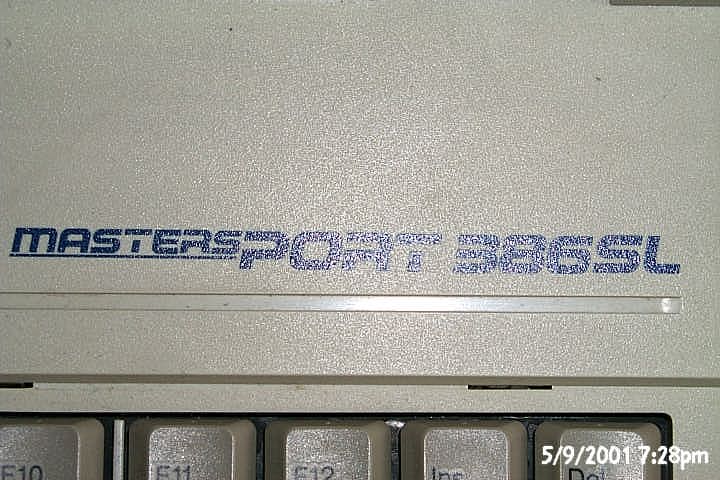 MASTERSPORT 386SL
F10 F11 F12 Ins Del
5/9/2001 7:28pm